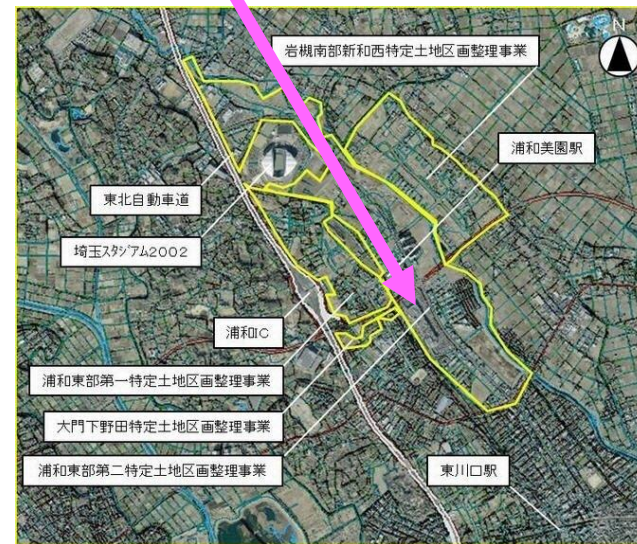 岩槻南部新和西特定土地区画整理事業
N
浦和美園駅
東北自動車道
埼玉スタジアム2002
浦和IC
浦和東部第一特定土地区画整理事業
大門下野田特定土地区画整理事業
浦和東部第二特定土地区画整理事業
東川口駅